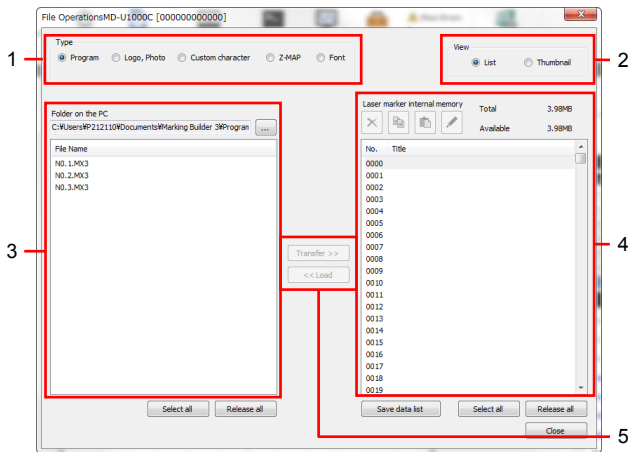 File OperationsMD-U1000C [000000000000]
Type
Program Logo, Photo Custom character Z-MAP Font
View
List Thumbnail
1
2
3
4
5
Folder on the PC
C:¥Users¥P212110¥Documents¥Marking Builder 3¥Program ...
File Name
N0.1.MX3
N0.2.MX3
N0.3.MX3
Select all Release all
Transfer >>
<< Load
Laser marker internal memory
Total 3.98MB
Available 3.98MB
No. Title
0000
0001
0002
0003
0004
0005
0006
0007
0008
0009
0010
0011
0012
0013
0014
0015
0016
0017
0018
0019
Save data list Select all Release all
Close